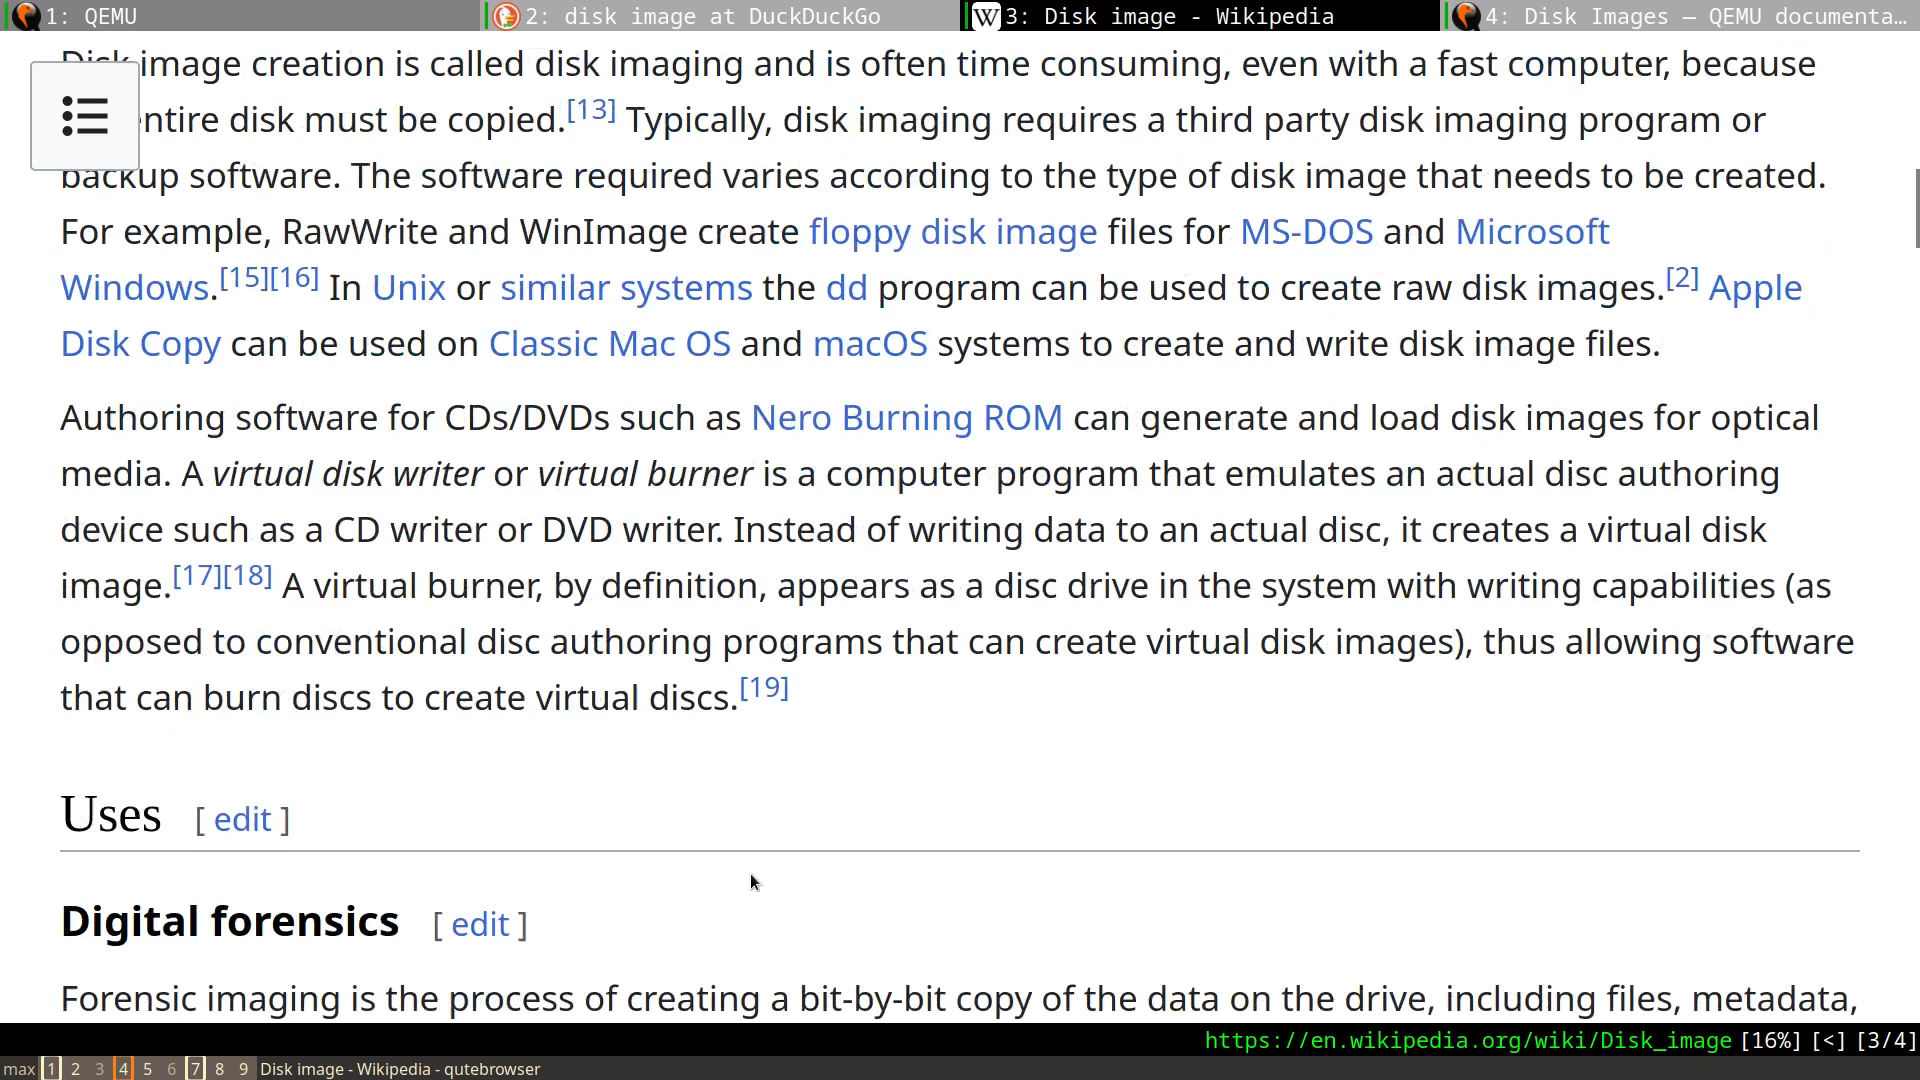 1: QEMU
2: disk image at DuckDuckGo
3: Disk image - Wikipedia
4: Disk Images — QEMU documenta…
Disk image creation is called disk imaging and is often time consuming, even with a fast computer, because
entire disk must be copied.[13] Typically, disk imaging requires a third party disk imaging program or
backup software. The software required varies according to the type of disk image that needs to be created.
For example, RawWrite and WinImage create floppy disk image files for MS-DOS and Microsoft
Windows.[15][16] In Unix or similar systems the dd program can be used to create raw disk images.[2] Apple
Disk Copy can be used on Classic Mac OS and macOS systems to create and write disk image files.
Authoring software for CDs/DVDs such as Nero Burning ROM can generate and load disk images for optical
media. A virtual disk writer or virtual burner is a computer program that emulates an actual disc authoring
device such as a CD writer or DVD writer. Instead of writing data to an actual disc, it creates a virtual disk
image.[17][18] A virtual burner, by definition, appears as a disc drive in the system with writing capabilities (as
opposed to conventional disc authoring programs that can create virtual disk images), thus allowing software
that can burn discs to create virtual discs.[19]
Uses [ edit ]
Digital forensics [ edit ]
Forensic imaging is the process of creating a bit-by-bit copy of the data on the drive, including files, metadata,
https://en.wikipedia.org/wiki/Disk_image [16%] [<] [3/4]
max 1 2 3 4 5 6 7 8 9 Disk image - Wikipedia - qutebrowser